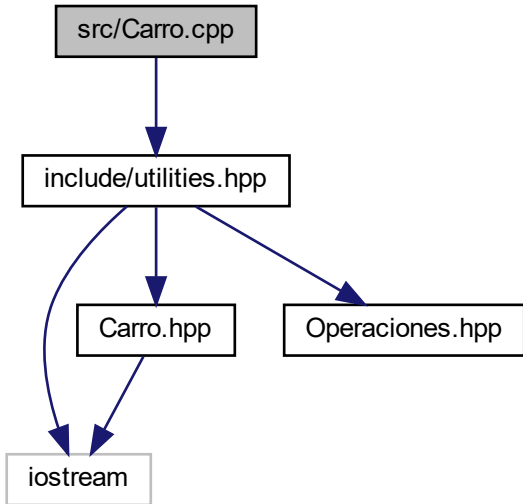 src/Carro.cpp
include/utilities.hpp
Carro.hpp
Operaciones.hpp
iostream